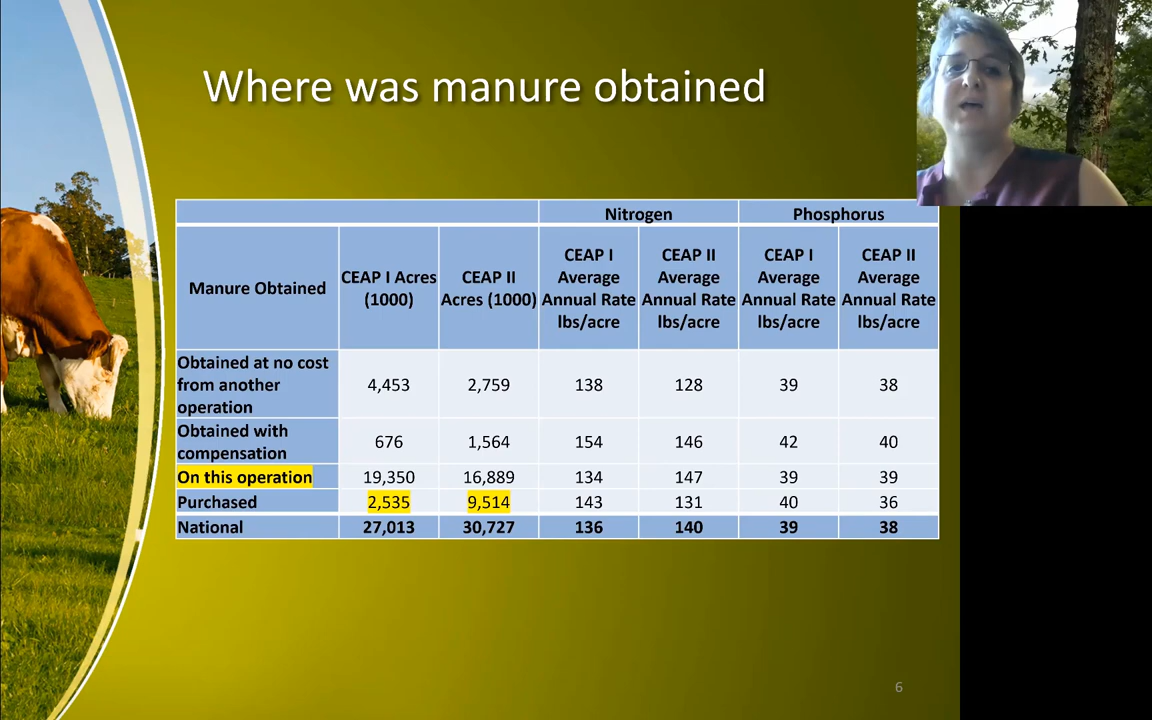 Where was manure obtained
Nitrogen Phosphorus
Manure Obtained
CEAP I Acres
(1000)
CEAP II
Acres (1000)
CEAP I
Average
Annual Rate
lbs/acre
CEAP II
Average
Annual Rate
lbs/acre
CEAP I
Average
Annual Rate
lbs/acre
CEAP II
Average
Annual Rate
lbs/acre
Obtained at no cost
from another
operation
4,453 2,759 138 128 39 38
Obtained with
compensation
676 1,564 154 146 42 40
On this operation 19,350 16,889 134 147 39 39
Purchased 2,535 9,514 143 131 40 36
National 27,013 30,727 136 140 39 38
6